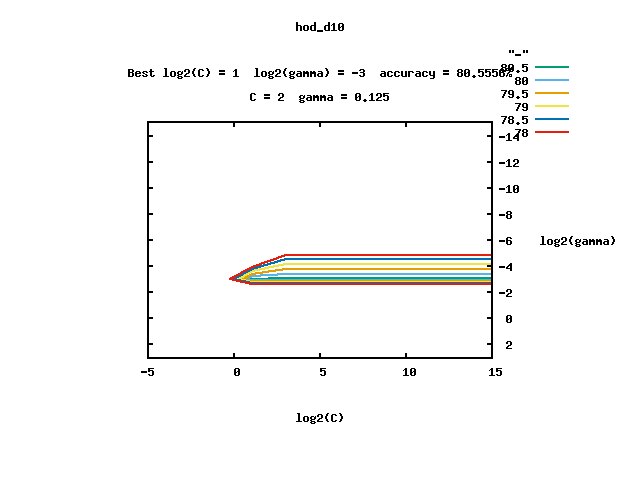 hod_d10
"-"
Best log2(C) = 1  log2(gamma) = -3  accuracy = 80.5556%
80.5
80
C = 2  gamma = 0.125
79.5
79
78.5
78
-14
-12
-10
-8
-6
log2(gamma)
-4
-2
0
2
-5 0 5 10 15
log2(C)